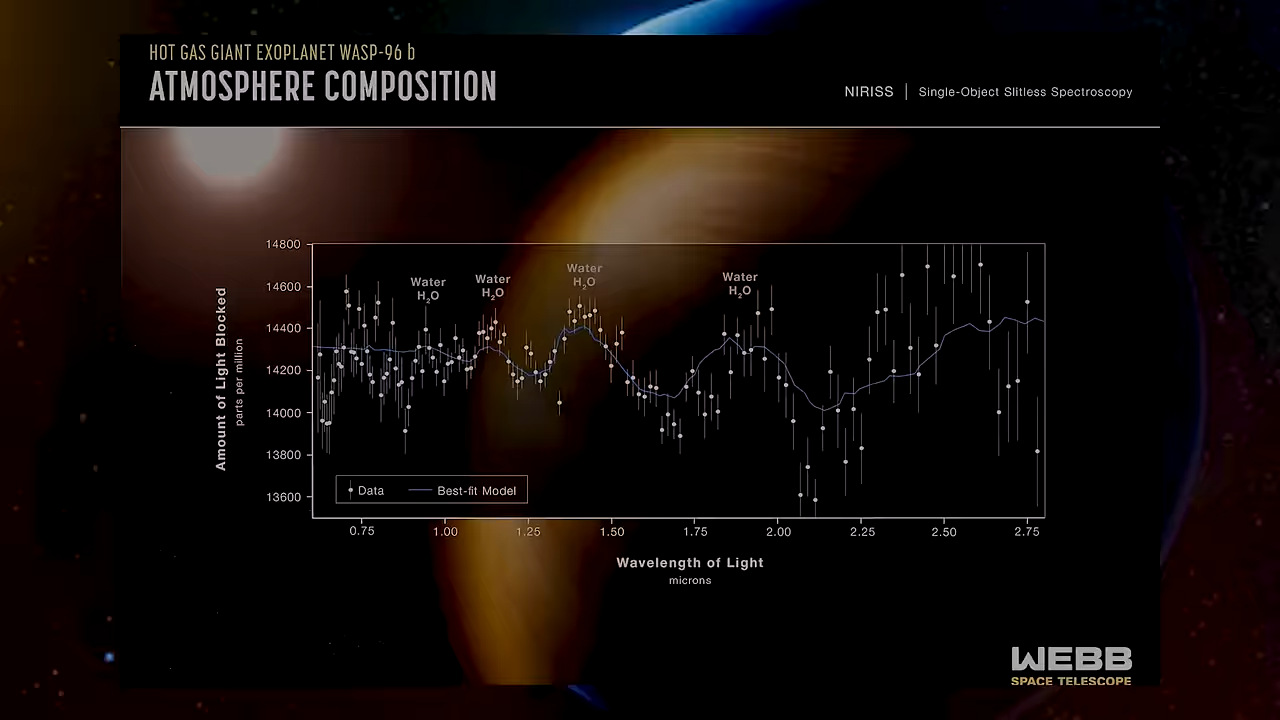 HOT GAS GIANT EXOPLANET WASP-96 b
ATMOSPHERE COMPOSITION
NIRISS | Single-Object Slitless Spectroscopy
Amount of Light Blocked
parts per million
14800
14600
14400
14200
14000
13800
13600
Water
H₂O
Water
H₂O
Water
H₂O
Water
H₂O
Data
Best-fit Model
0.75 1.00 1.25 1.50 1.75 2.00 2.25 2.50 2.75
Wavelength of Light
microns
WEBB
SPACE TELESCOPE